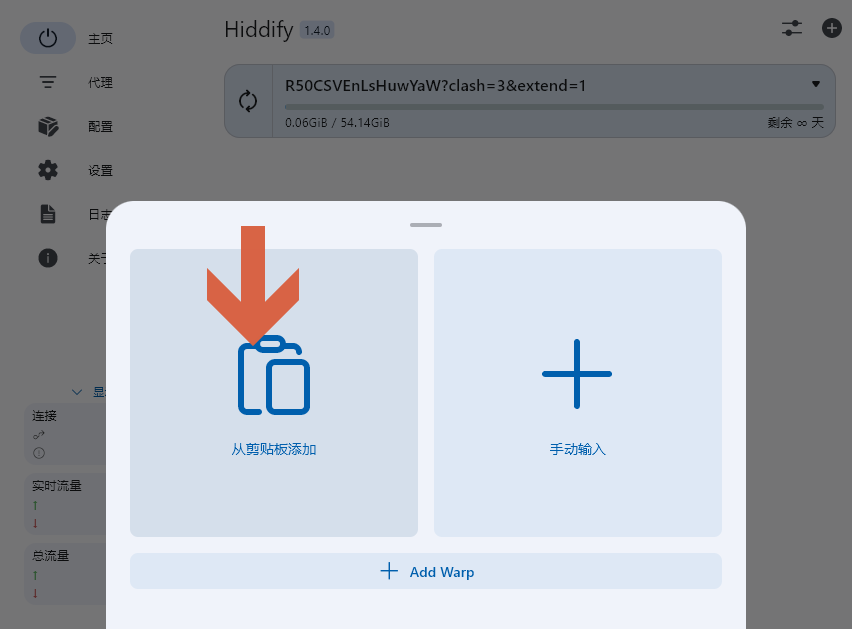 主页
代理
配置
设置
日志
关于
连接
实时流量
↑
↓
总流量
↑
↓
Hiddify 1.4.0
R50CSVEnLsHuwYaW?clash=3&extend=1
0.06GiB / 54.14GiB 剩余 ∞ 天
从剪贴板添加
手动输入
Add Warp